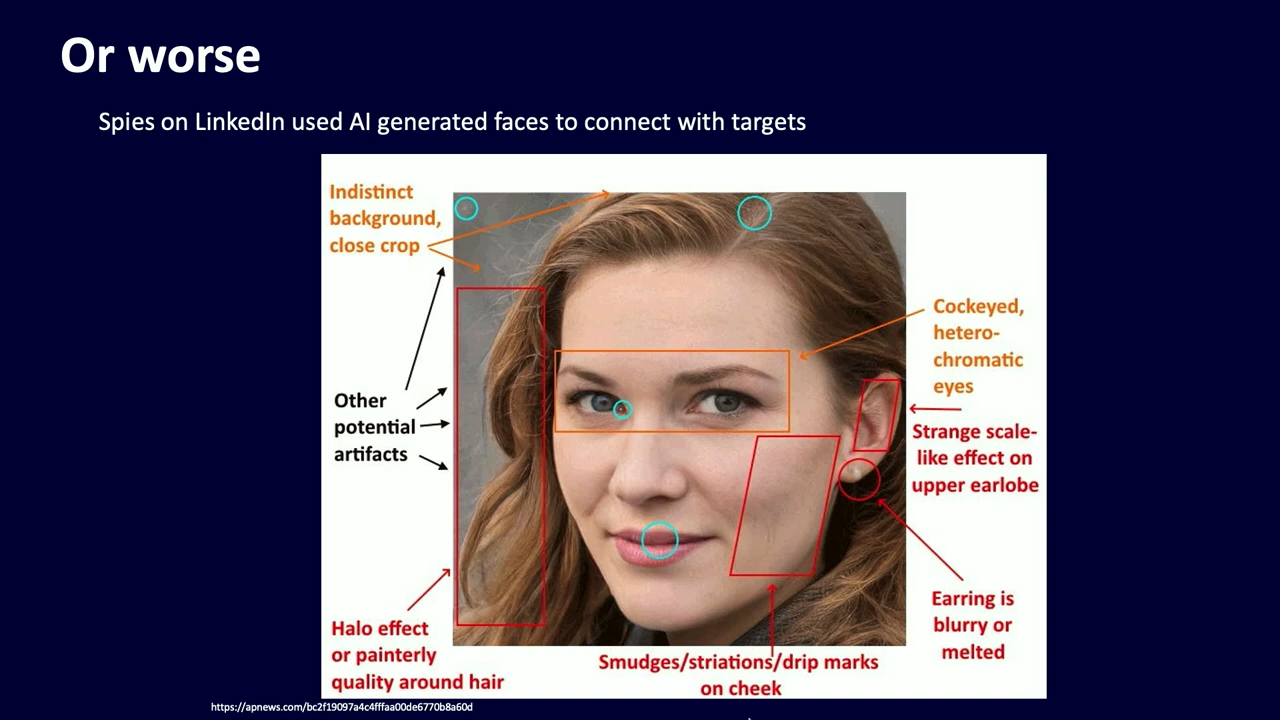 Or worse
Spies on LinkedIn used AI generated faces to connect with targets
Indistinct
background,
close crop
Other
potential
artifacts
Halo effect
or painterly
quality around hair
Cockeyed,
hetero-
chromatic
eyes
Strange scale-
like effect on
upper earlobe
Earring is
blurry or
melted
Smudges/striations/drip marks
on cheek
https://apnews.com/bc2f19097a4c4fffaa00de6770b8a60d